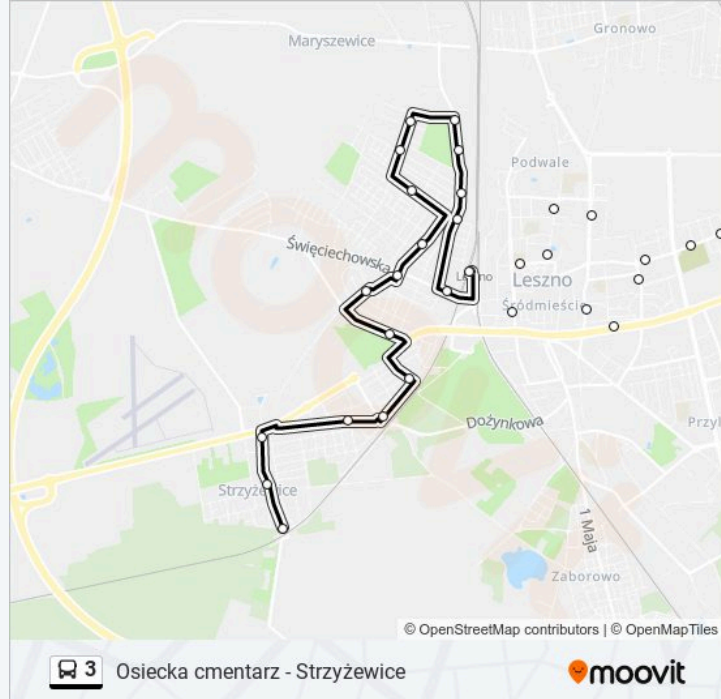 Gronowo
Maryszewice
Podwale
Święciechowska
Leszno
Leszno
Śródmieście
Dożynkowa
Przyl
Strzyżewice
1 Maja
Zaborowo
© OpenStreetMap contributors | © OpenMapTiles
3 Osiecka cmentarz - Strzyżewice
moovit